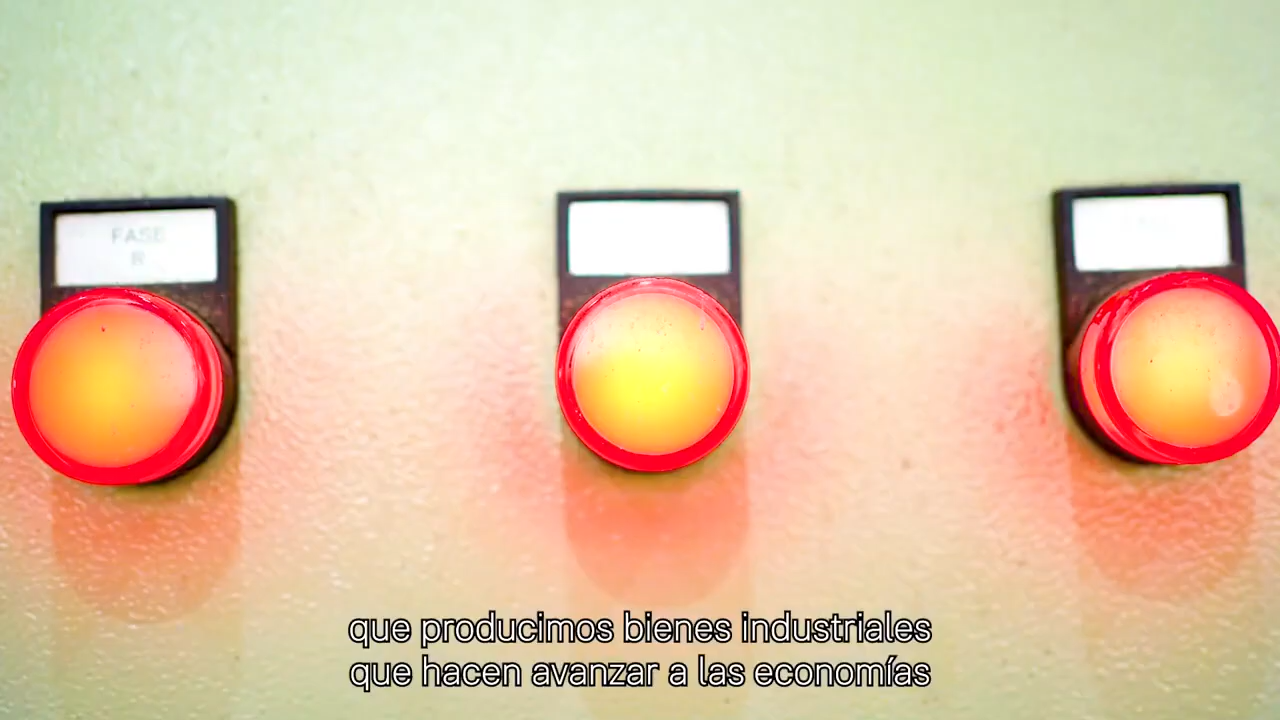 FASE
R
que producimos bienes industriales
que hacen avanzar a las economías